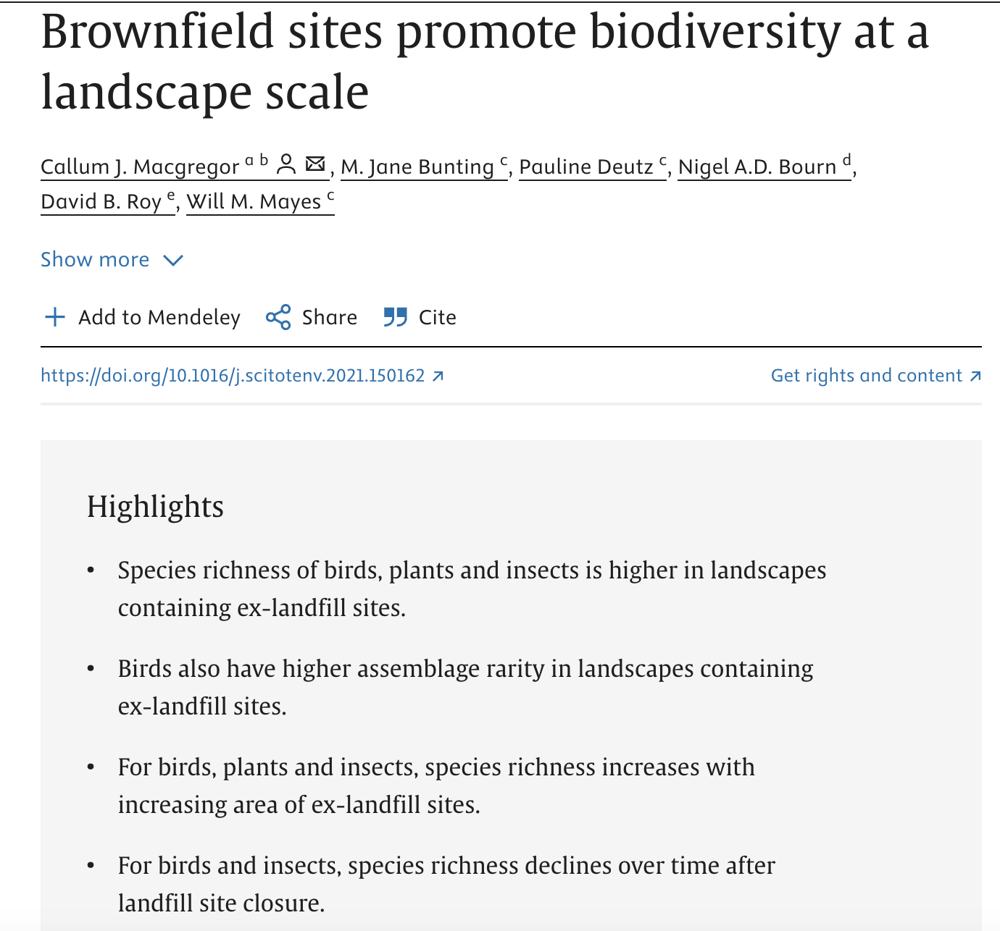 Brownfield sites promote biodiversity at a
landscape scale
Callum J. Macgregor a b, M. Jane Bunting c, Pauline Deutz c, Nigel A.D. Bourn d,
David B. Roy e, Will M. Mayes c
Show more
Add to Mendeley Share Cite
https://doi.org/10.1016/j.scitotenv.2021.150162 Get rights and content
Highlights
• Species richness of birds, plants and insects is higher in landscapes
containing ex-landfill sites.
• Birds also have higher assemblage rarity in landscapes containing
ex-landfill sites.
• For birds, plants and insects, species richness increases with
increasing area of ex-landfill sites.
• For birds and insects, species richness declines over time after
landfill site closure.